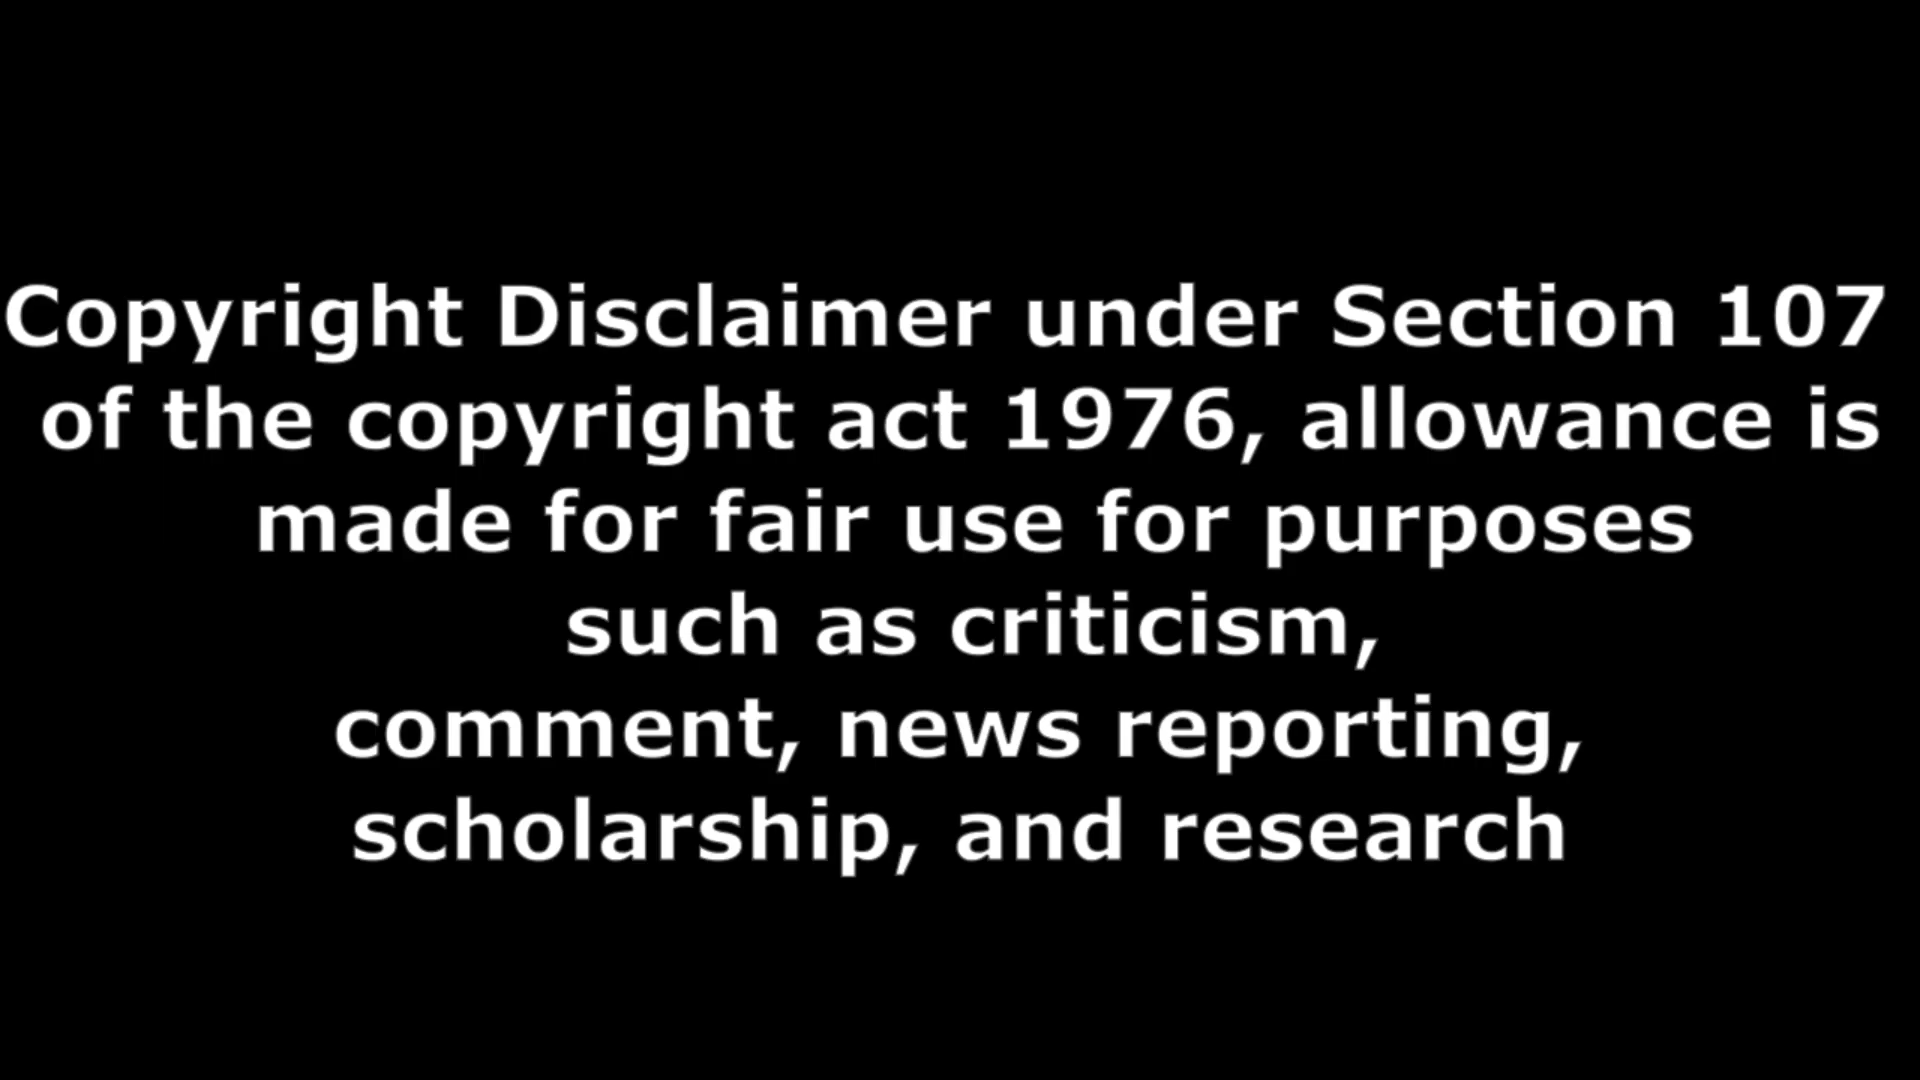 Copyright Disclaimer under Section 107
of the copyright act 1976, allowance is
made for fair use for purposes
such as criticism,
comment, news reporting,
scholarship, and research